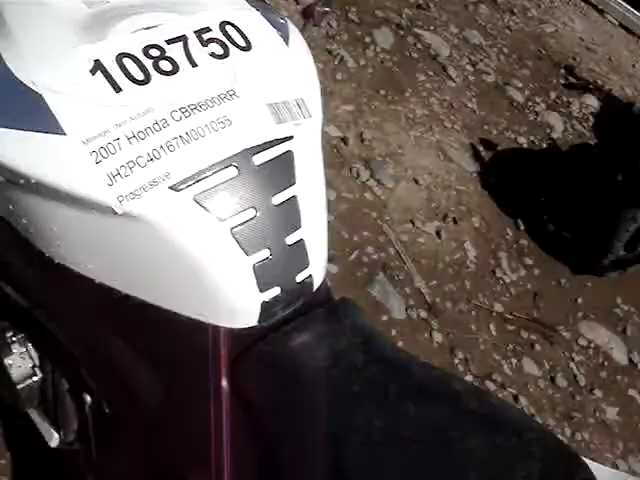 108750
Mileage: (Not Actual)
2007 Honda CBR600RR
JH2PC40167M001055
Progressive